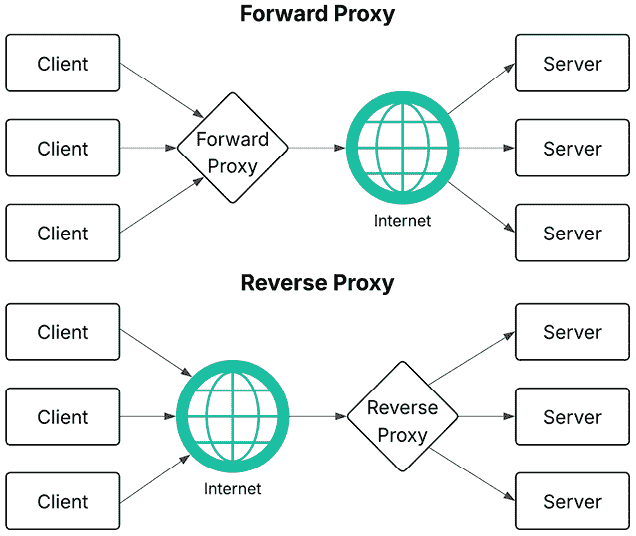 Forward Proxy
Client
Server
Client
Forward
Proxy
Server
Internet
Client
Server
Reverse Proxy
Client
Server
Client
Reverse
Proxy
Server
Internet
Client
Server